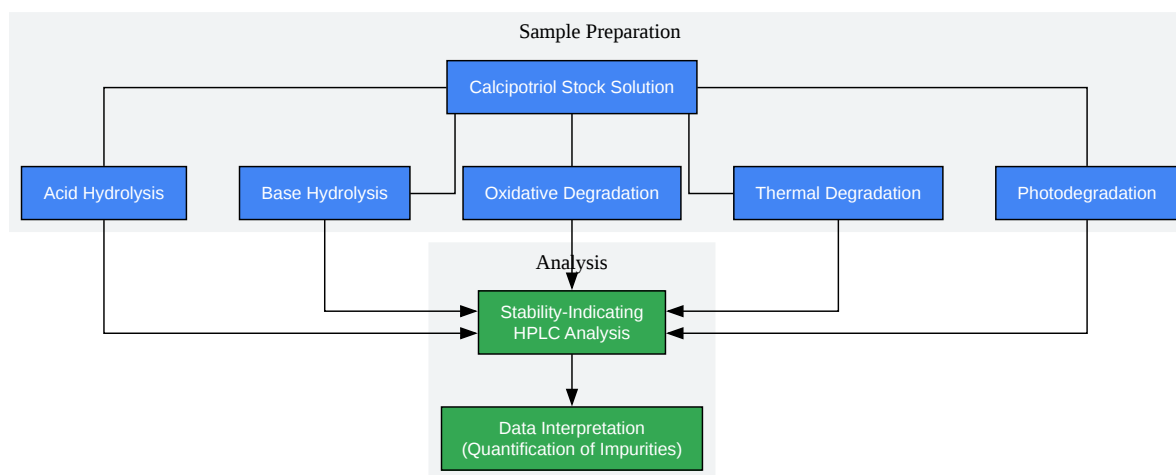 Sample Preparation
Calcipotriol Stock Solution
Acid Hydrolysis
Base Hydrolysis
Oxidative Degradation
Thermal Degradation
Photodegradation
Analysis
Stability-Indicating
HPLC Analysis
Data Interpretation
(Quantification of Impurities)